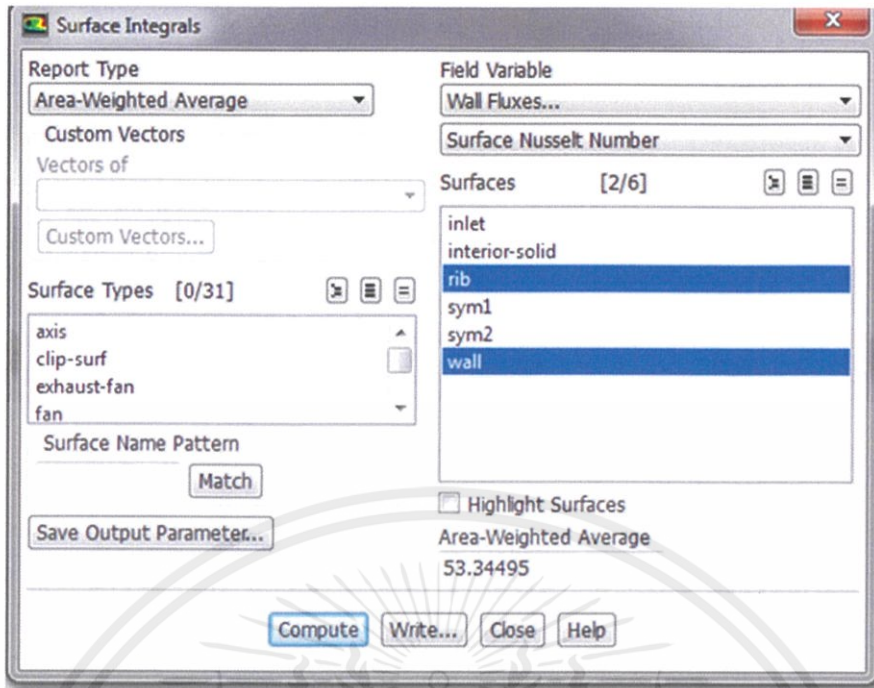 Surface Integrals
Report Type
Area-Weighted Average
Custom Vectors
Vectors of
Custom Vectors...
Surface Types [0/31]
axis
clip-surf
exhaust-fan
fan
Surface Name Pattern
Match
Save Output Parameter...
Field Variable
Wall Fluxes...
Surface Nusselt Number
Surfaces [2/6]
inlet
interior-solid
rib
sym1
sym2
wall
Highlight Surfaces
Area-Weighted Average
53.34495
Compute Write... Close Help